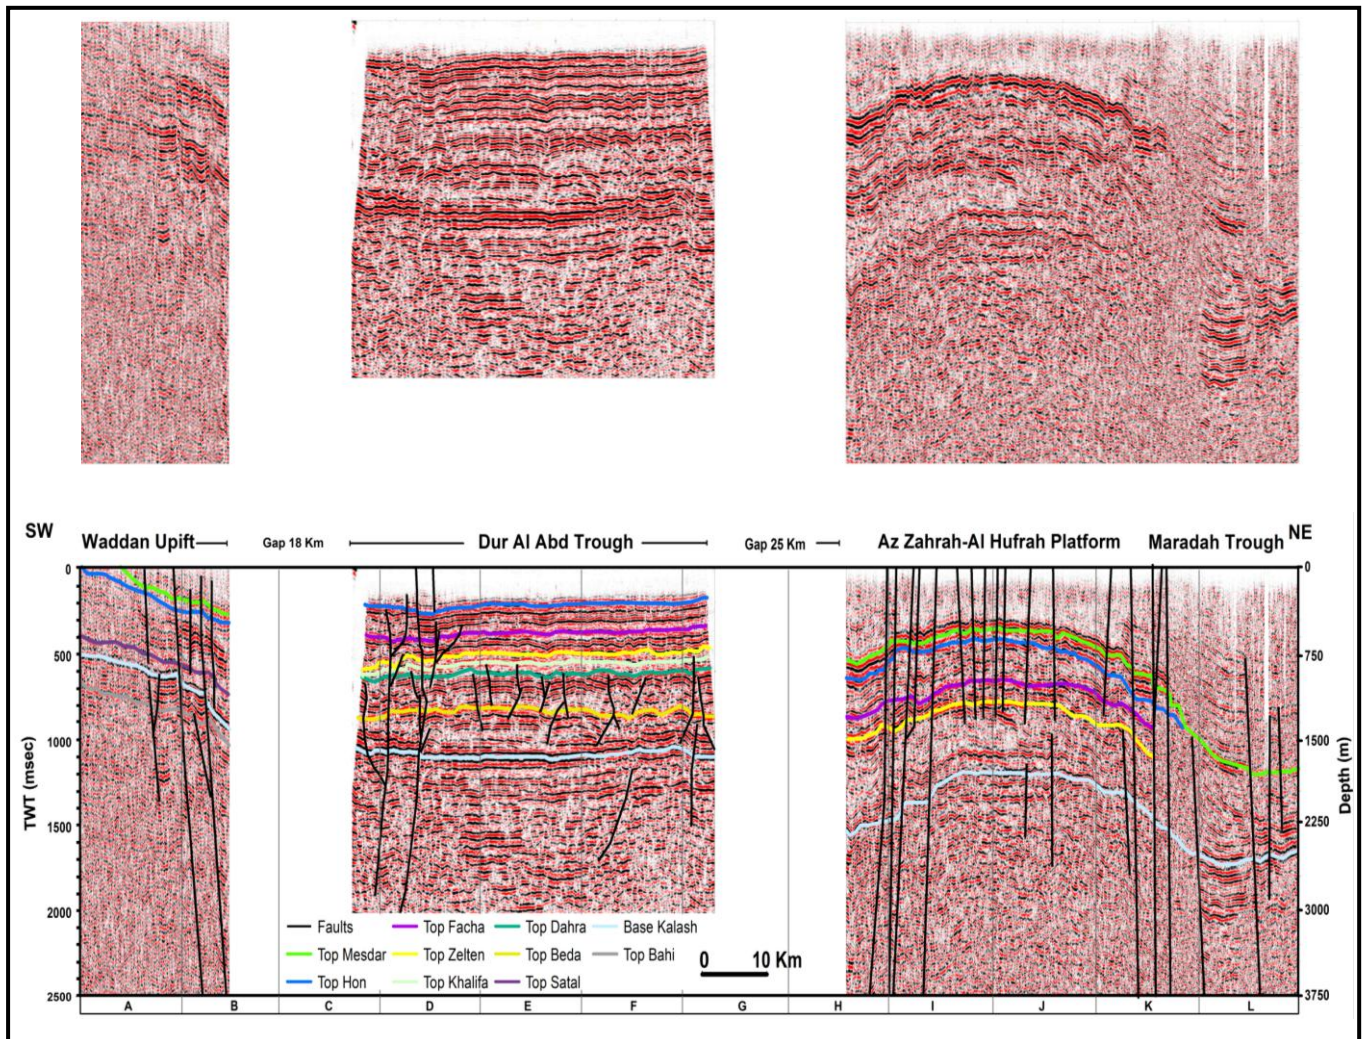 SW
NE
Waddan Upift
Gap 18 Km
Dur Al Abd Trough
Gap 25 Km
Az Zahrah-Al Hufrah Platform
Maradah Trough
0
500
1000
1500
2000
2500
TWT (msec)
0
750
1500
2250
3000
3750
Depth (m)
Faults
Top Facha
Top Dahra
Base Kalash
Top Mesdar
Top Zelten
Top Beda
Top Bahi
Top Hon
Top Khalifa
Top Satal
0 10 Km
A B C D E F G H I J K L